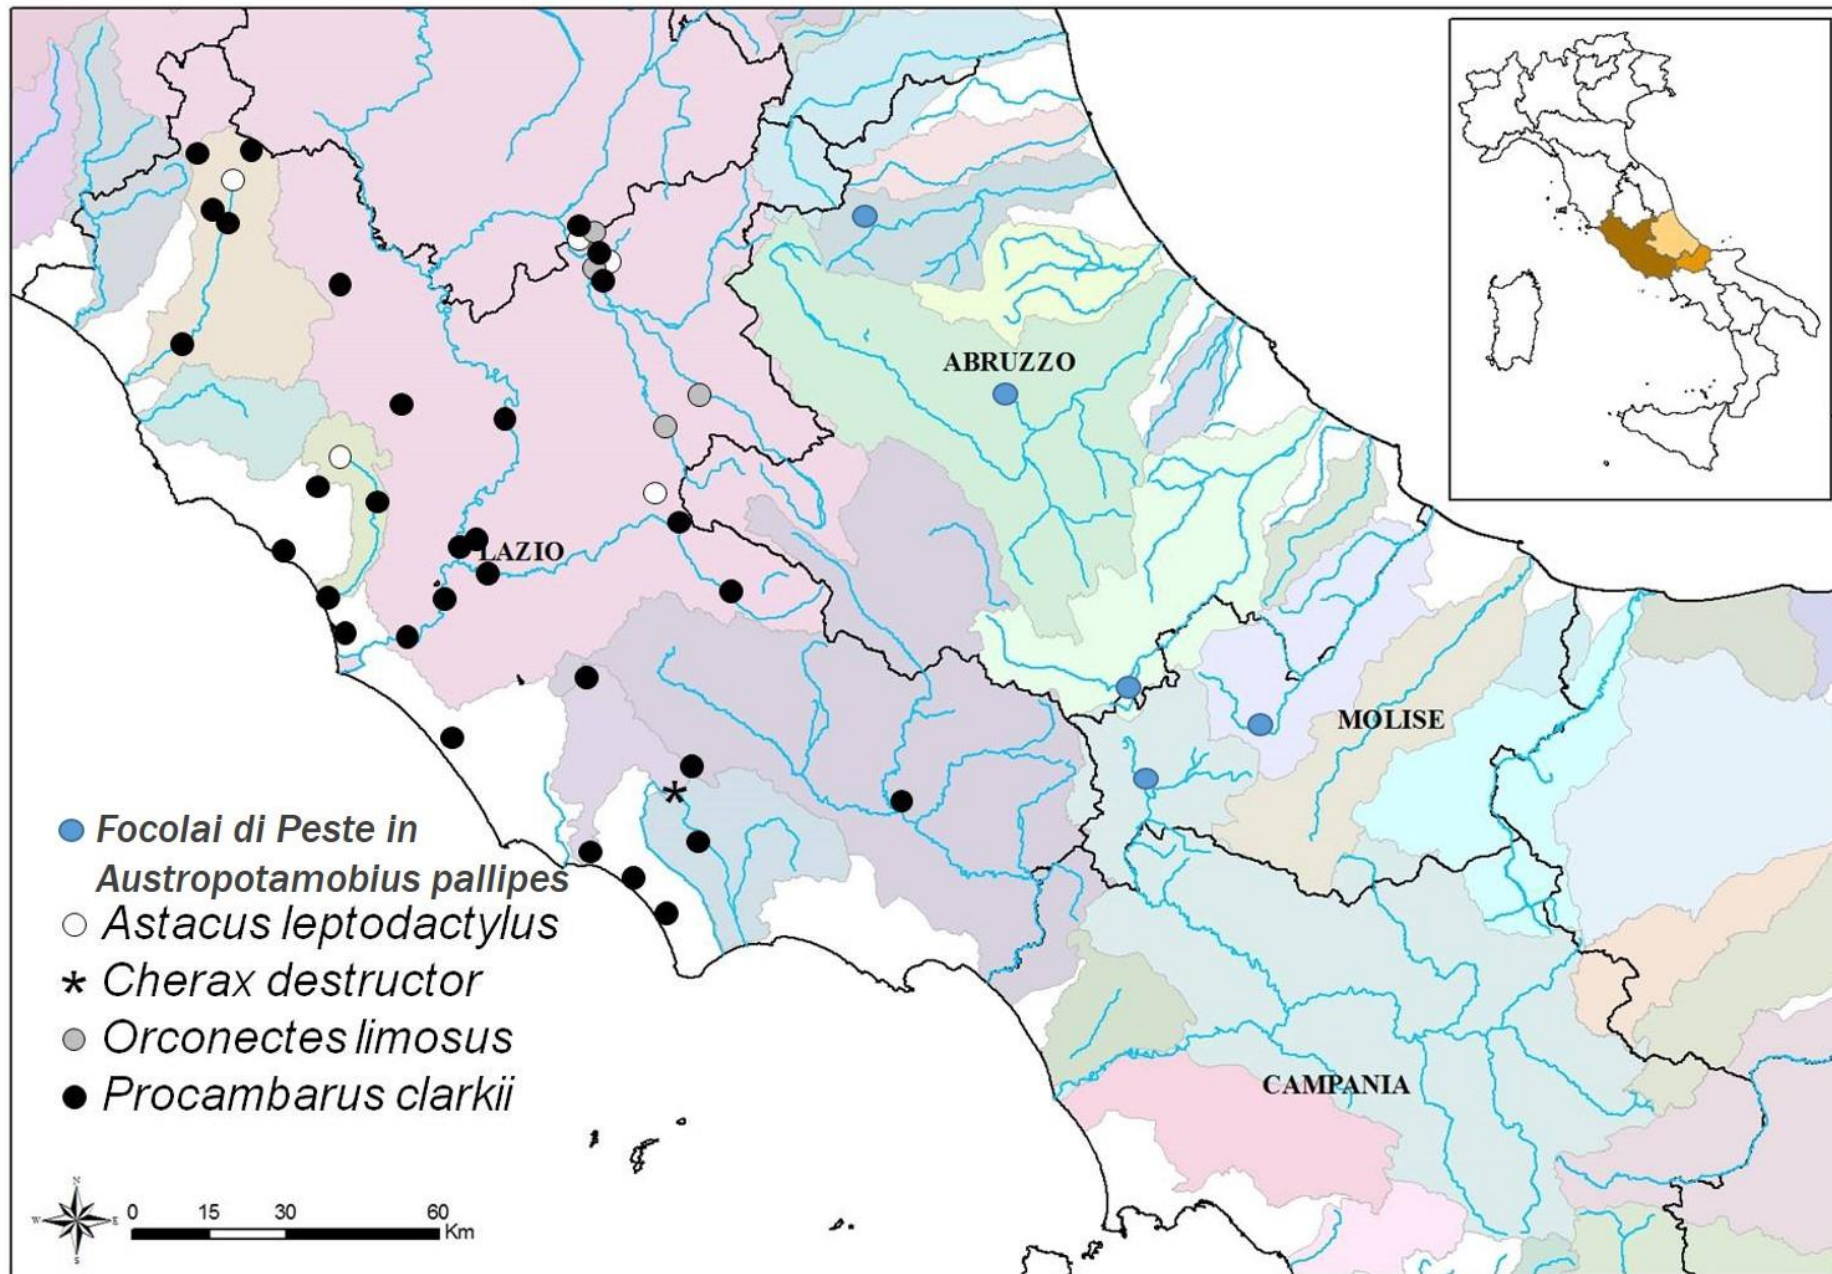 ABRUZZO
LAZIO
MOLISE
CAMPANIA
Focolai di Peste in
Austropotamobius pallipes
Astacus leptodactylus
* Cherax destructor
Orconectes limosus
Procambarus clarkii
N
W E
S
0 15 30 60
Km